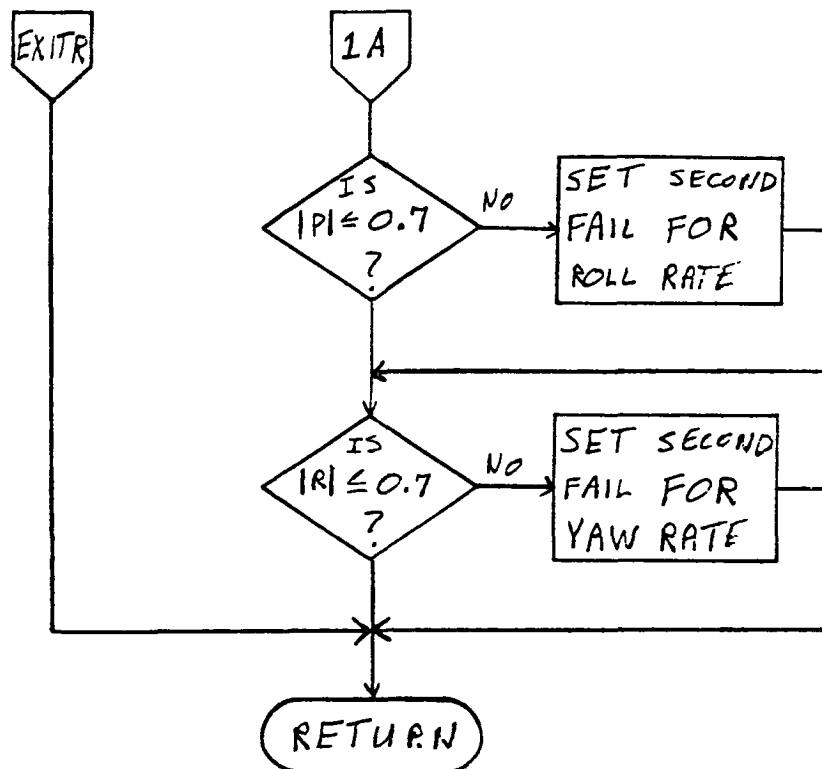 EXITR
1A
IS
|P| ≤ 0.7
?
NO
SET SECOND
FAIL FOR
ROLL RATE
IS
|R| ≤ 0.7
?
NO
SET SECOND
FAIL FOR
YAW RATE
RETURN